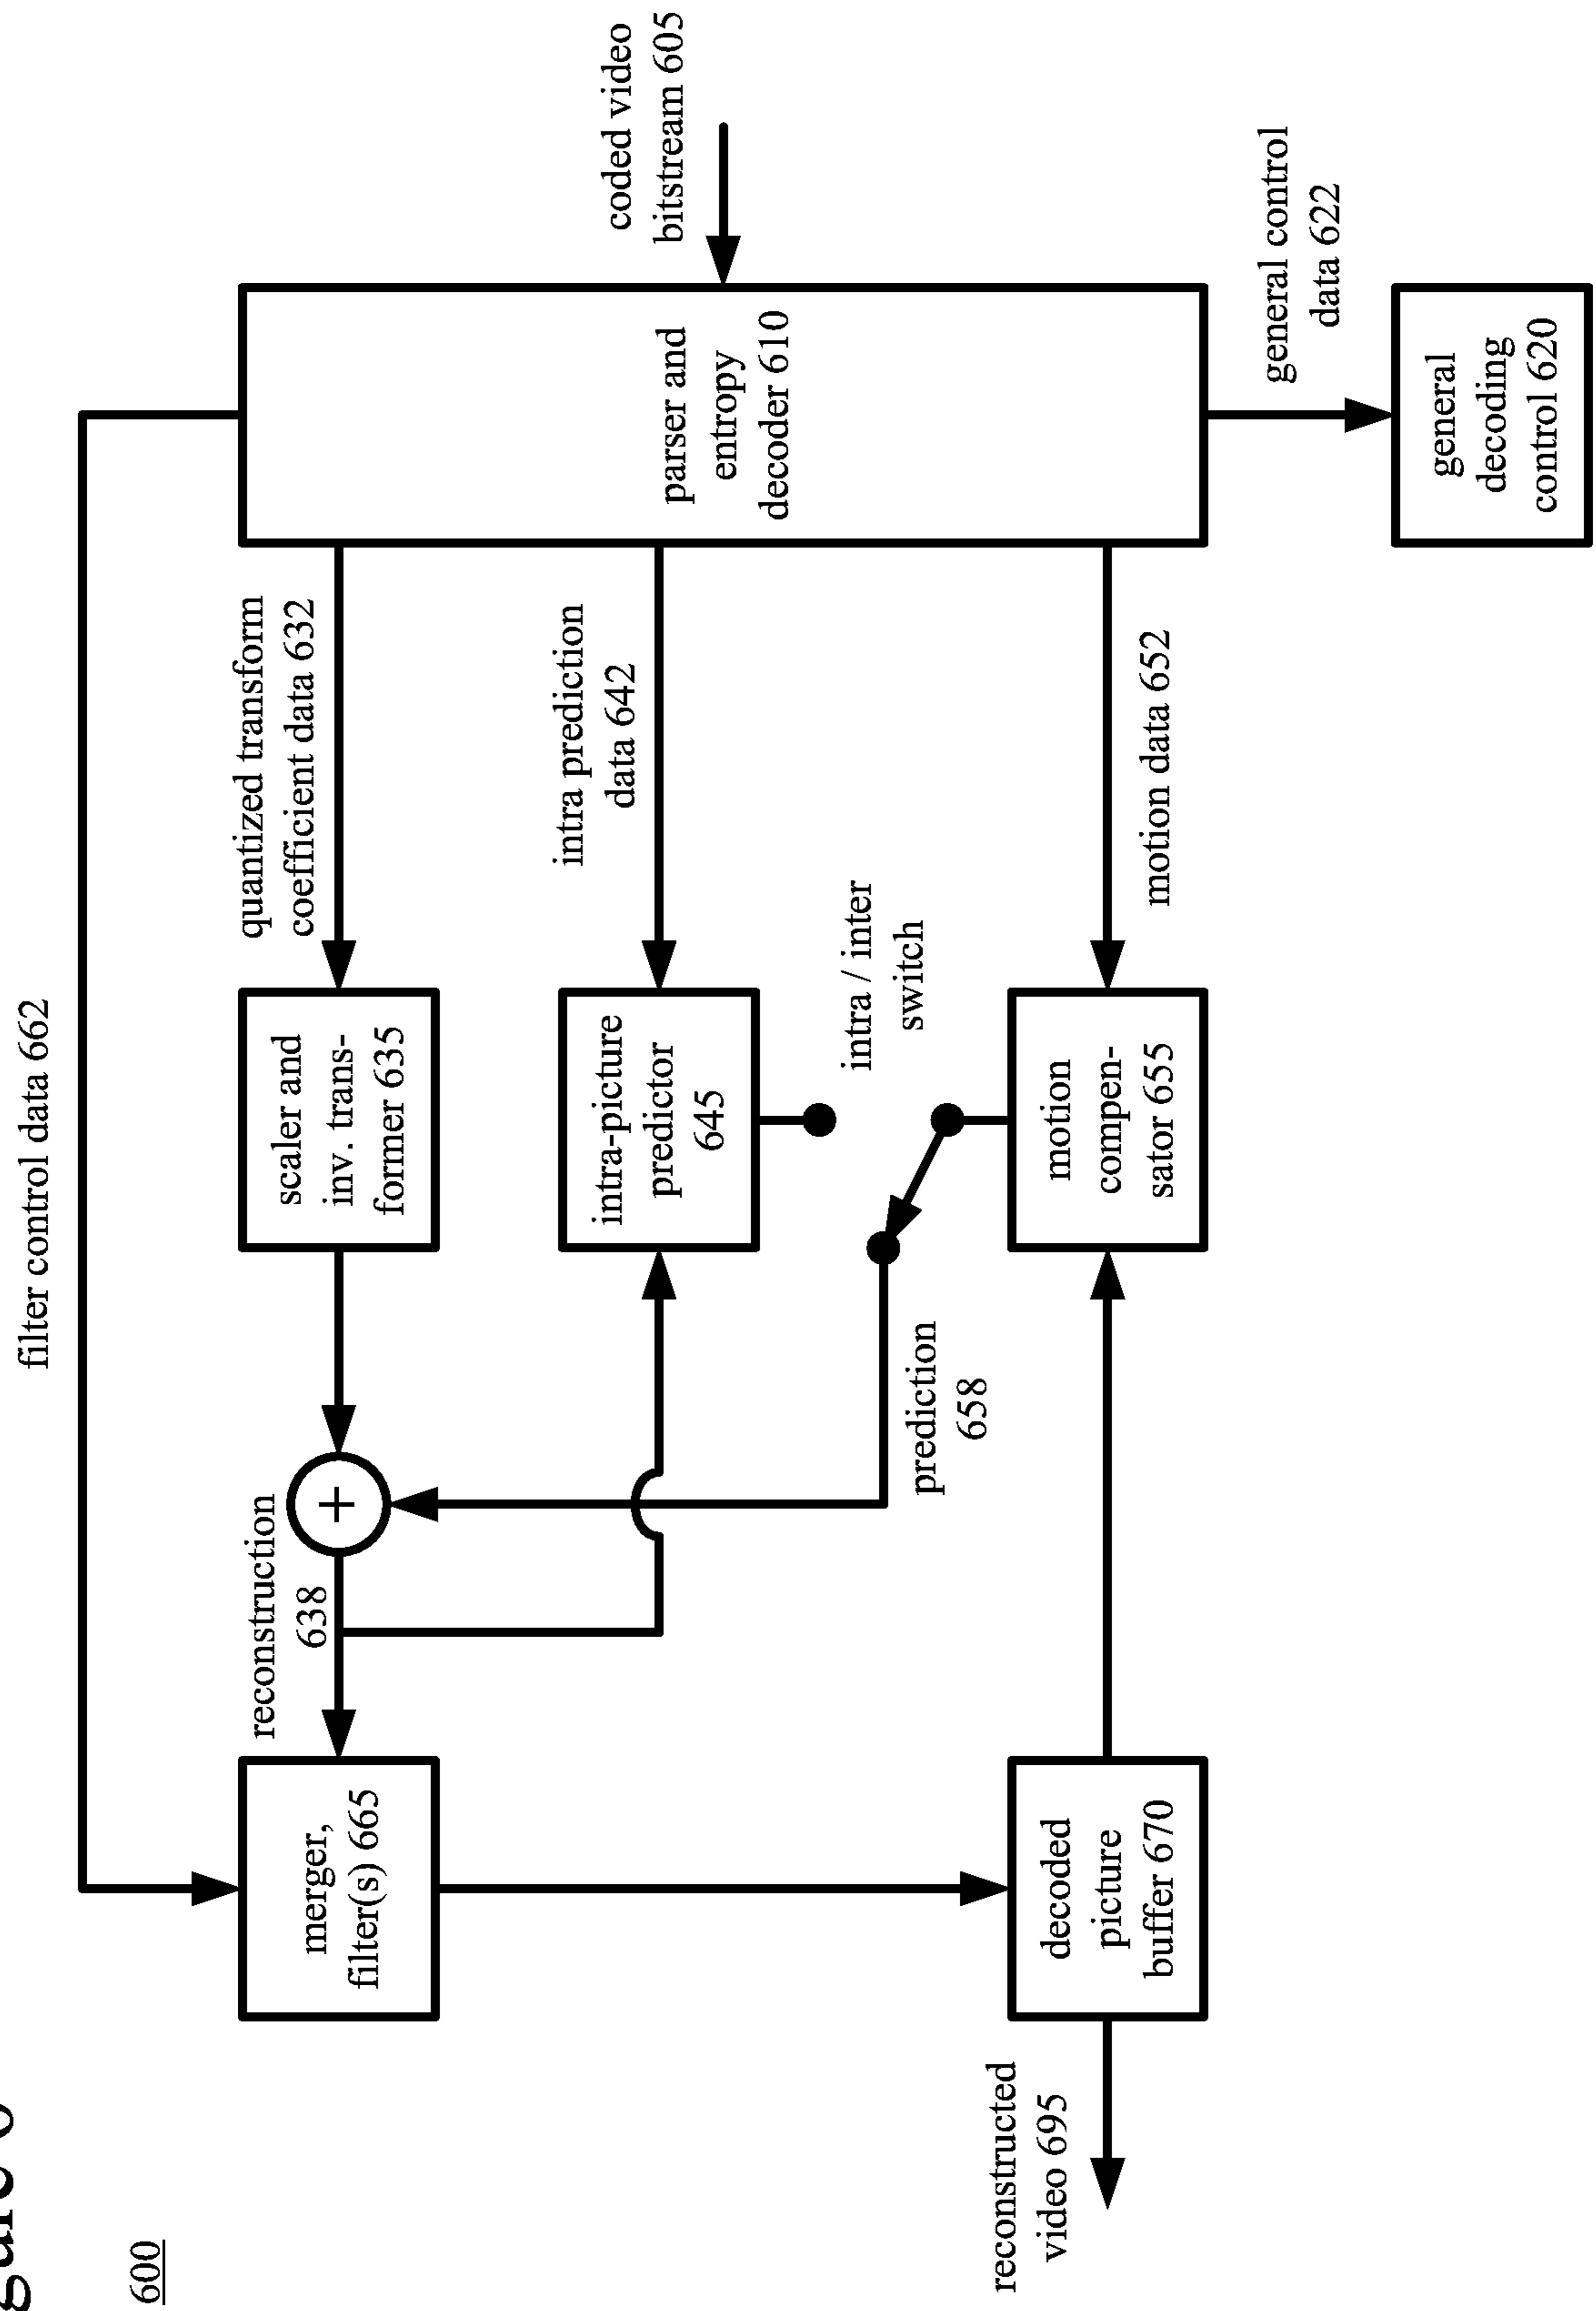 600
filter control data 662
coded video
bitstream 605
parser and
entropy
decoder 610
general control
data 622
general
decoding
control 620
quantized transform
coefficient data 632
intra prediction
data 642
motion data 652
scaler and
inv. trans-
former 635
intra-picture
predictor
645
intra / inter
switch
motion
compen-
sator 655
prediction
658
+
reconstruction
638
merger,
filter(s) 665
decoded
picture
buffer 670
reconstructed
video 695